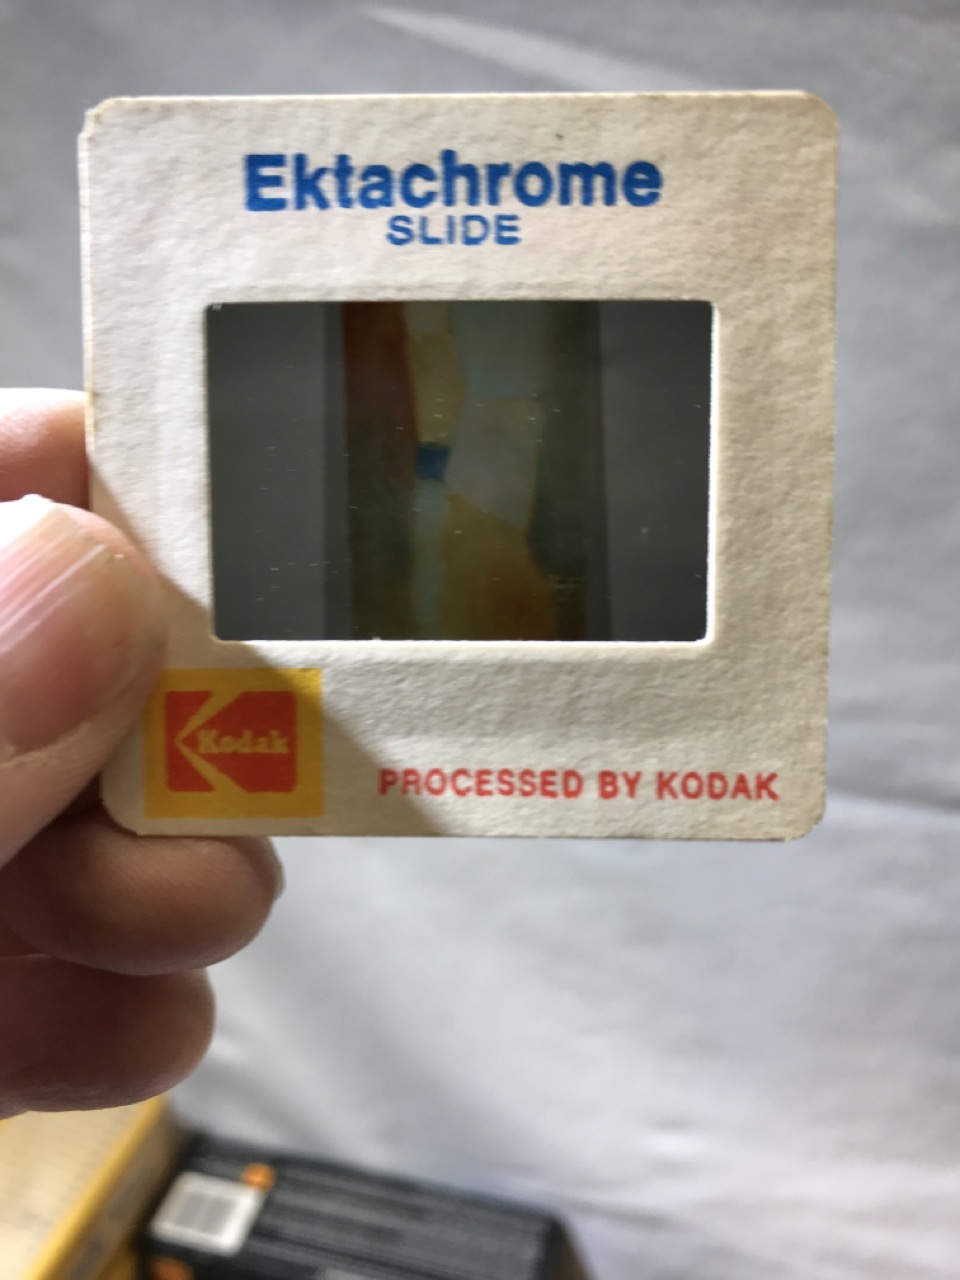 Ektachrome
SLIDE
Kodak
PROCESSED BY KODAK